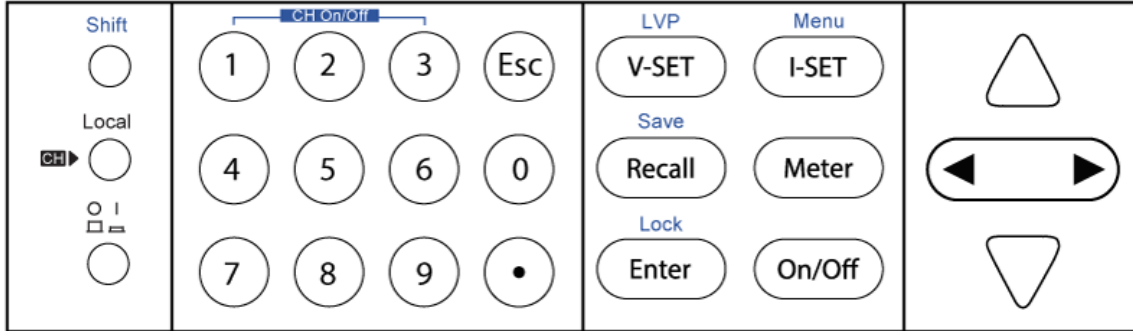 Shift
Local
CH
O I
CH On/Off
1 2 3 Esc
4 5 6 0
7 8 9 •
LVP Menu
V-SET I-SET
Save
Recall Meter
Lock
Enter On/Off